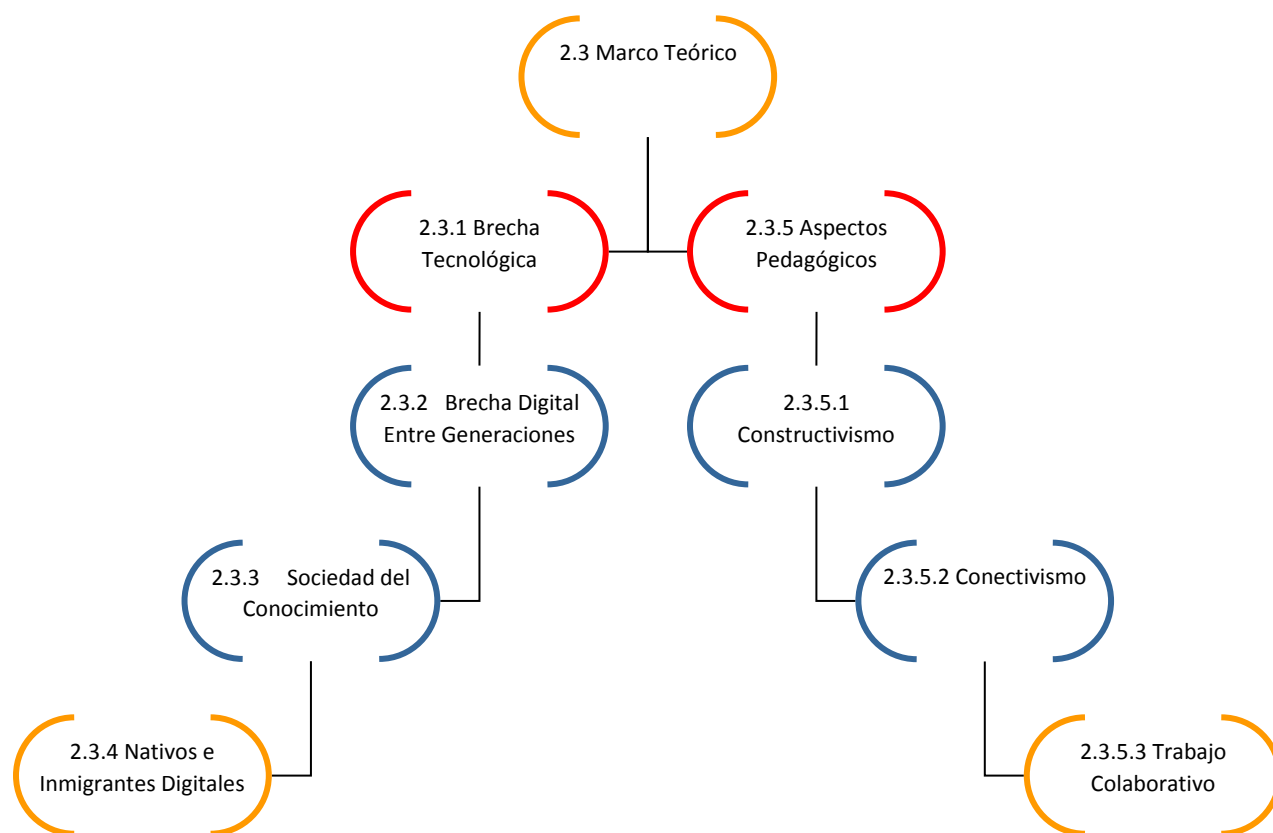 2.3 Marco Teórico
2.3.1 Brecha
Tecnológica
2.3.5 Aspectos
Pedagógicos
2.3.2 Brecha Digital
Entre Generaciones
2.3.5.1
Constructivismo
2.3.3 Sociedad del
Conocimiento
2.3.5.2 Conectivismo
2.3.4 Nativos e
Inmigrantes Digitales
2.3.5.3 Trabajo
Colaborativo